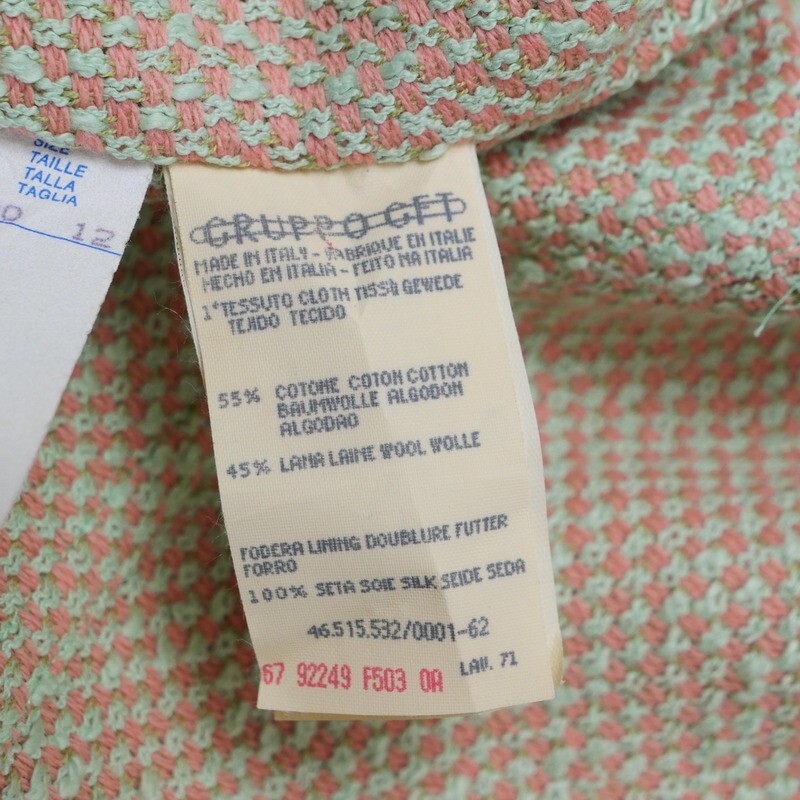 SIZE
TAILLE
TALLA
TAGLIA
0 12
GRUPPO GFT
MADE IN ITALY - FABRIQUE EN ITALIE
HECHO EN ITALIA - FEITO NA ITALIA
1°TESSUTO CLOTH TISSU GEWEDE
TEJIDO TECIDO
55% COTONE COTON COTTON
BAUMWOLLE ALGODON
ALGODAO
45% LANA LAINE WOOL WOLLE
FODERA LINING DOUBLURE FUTTER
FORRO
100% SETA SOIE SILK SEIDE SEDA
46.515.532/0001-62
67 92249 F503 0A LAV. 71